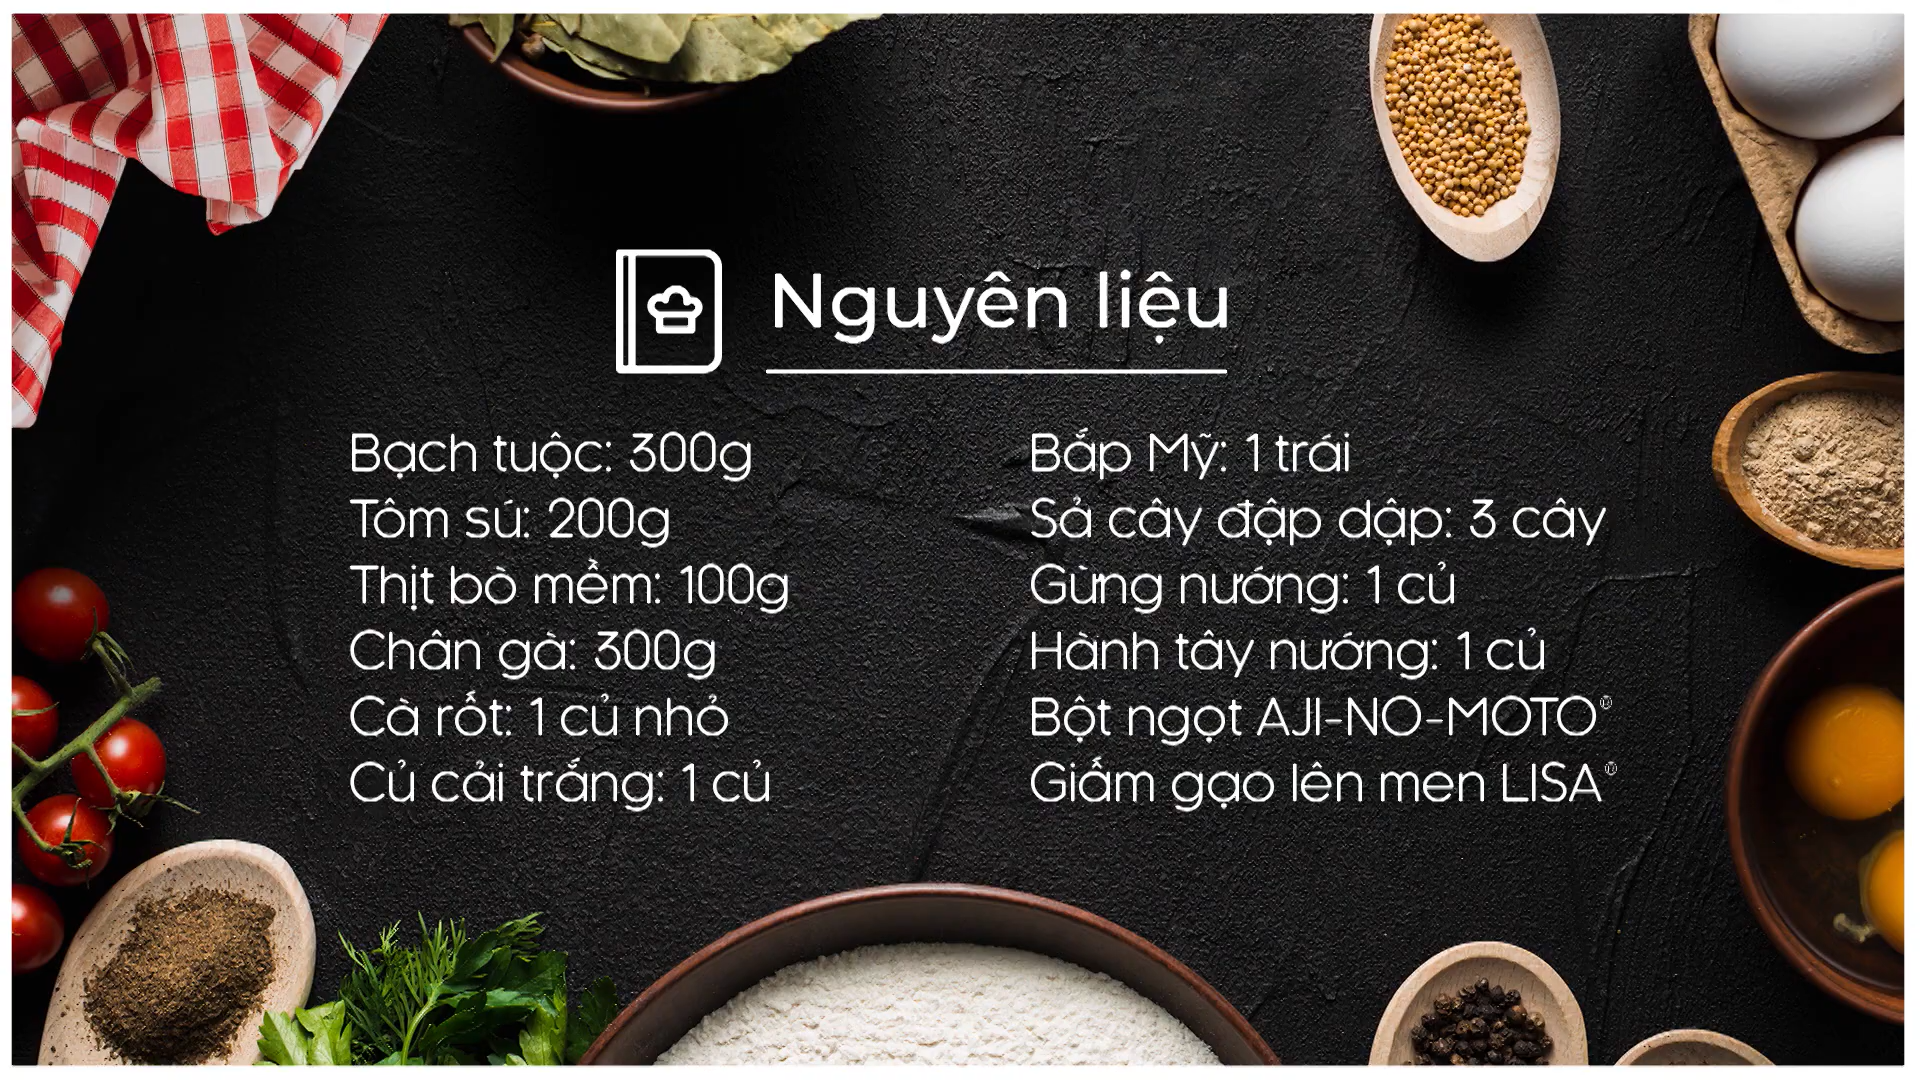 Nguyên liệu
Bạch tuộc: 300g
Tôm sú: 200g
Thịt bò mềm: 100g
Chân gà: 300g
Cà rốt: 1 củ nhỏ
Củ cải trắng: 1 củ
Bắp Mỹ: 1 trái
Sả cây đập dập: 3 cây
Gừng nướng: 1 củ
Hành tây nướng: 1 củ
Bột ngọt AJI-NO-MOTO®
Giấm gạo lên men LISA®